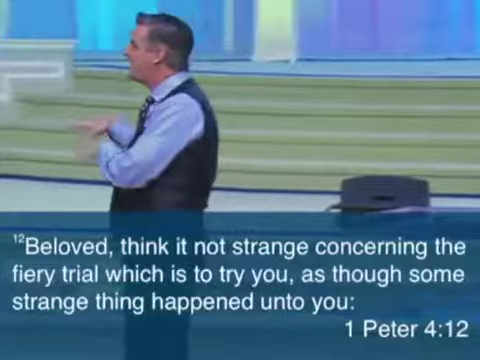 ¹²Beloved, think it not strange concerning the
fiery trial which is to try you, as though some
strange thing happened unto you:
1 Peter 4:12